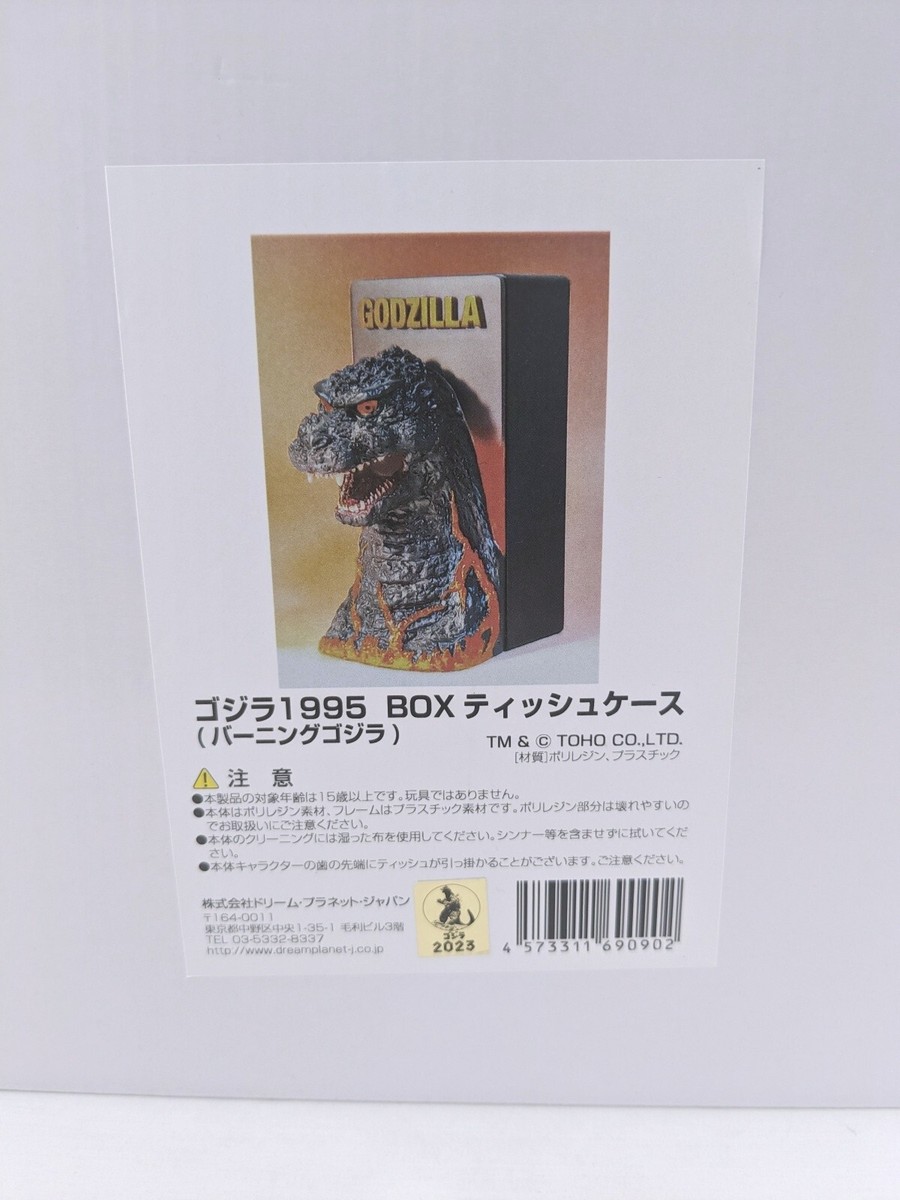 GODZILLA
ゴジラ1995 BOX ティッシュケース
(バーニングゴジラ)
TM & © TOHO CO.,LTD.
[材質]ポリレジン、プラスチック
注 意
●本製品の対象年齢は15歳以上です。玩具ではありません。
●本体はポリレジン素材、フレームはプラスチック素材です。ポリレジン部分は壊れやすいの
でお取扱いにご注意ください。
●本体のクリーニングには湿った布を使用してください。シンナー等を含ませずに拭いてくだ
さい。
●本体キャラクターの歯の先端にティッシュが引っ掛かることがございます。ご注意ください。
株式会社ドリーム・プラネット・ジャパン
〒164-0011
東京都中野区中央1-35-1 毛利ビル3階
TEL 03-5332-8337
http://www.dreamplanet-j.co.jp
ゴジラ
2023
4 573311 690902